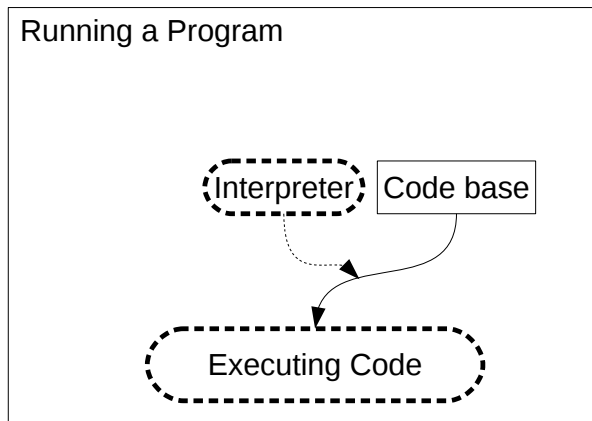 Running a Program
Interpreter
Code base
Executing Code